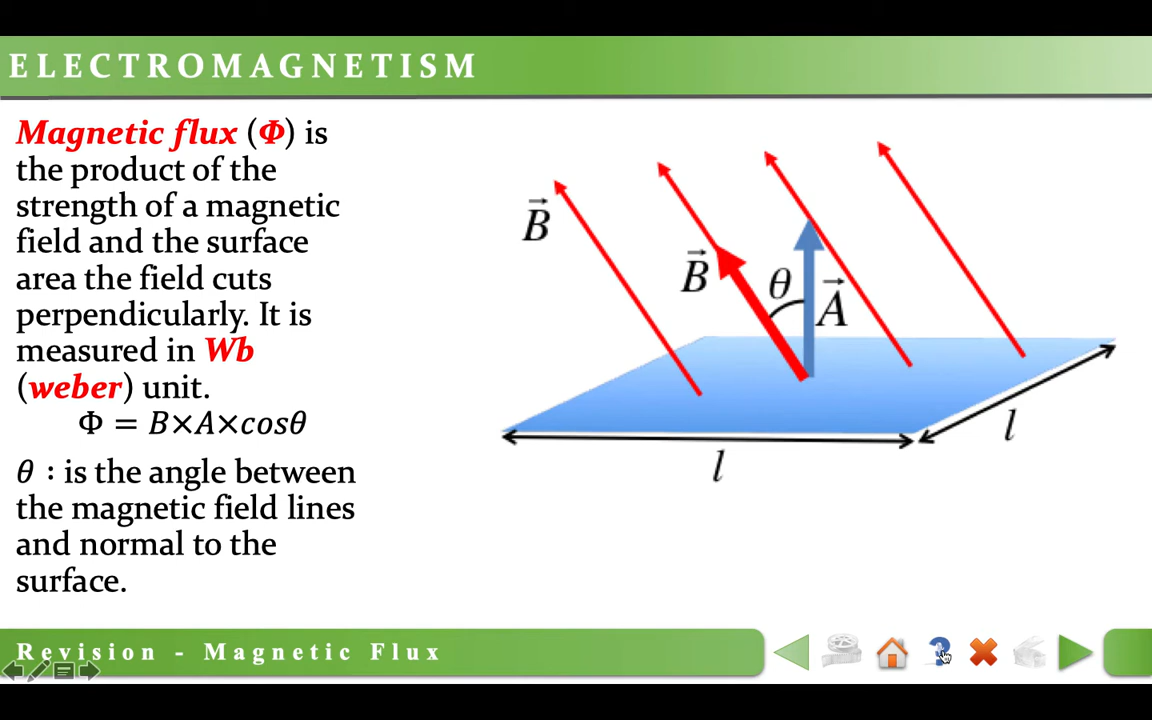 ELECTROMAGNETISM
Magnetic flux (Φ) is
the product of the
strength of a magnetic
field and the surface
area the field cuts
perpendicularly. It is
measured in Wb
(weber) unit.
Φ = B×A×cosθ
θ : is the angle between
the magnetic field lines
and normal to the
surface.
B⃗
B⃗
θ
A⃗
l
l
Revision - Magnetic Flux
?